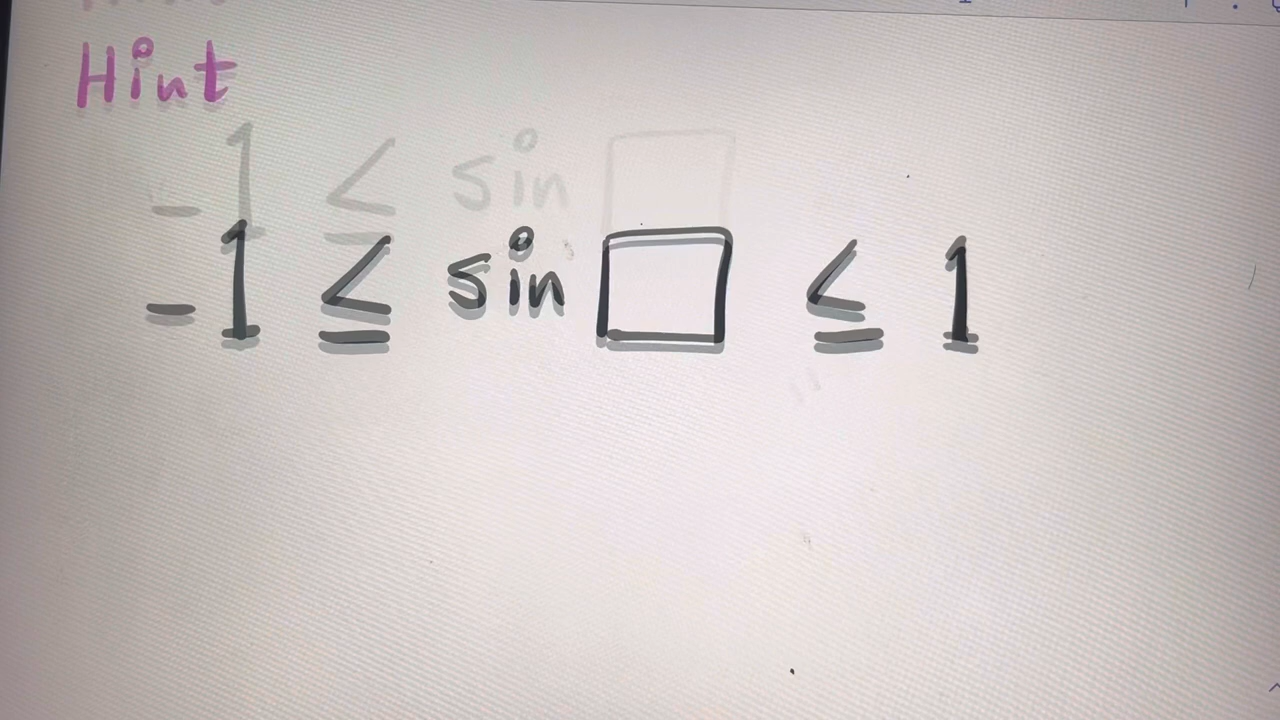 Hint
-1 ≤ sin □ ≤ 1